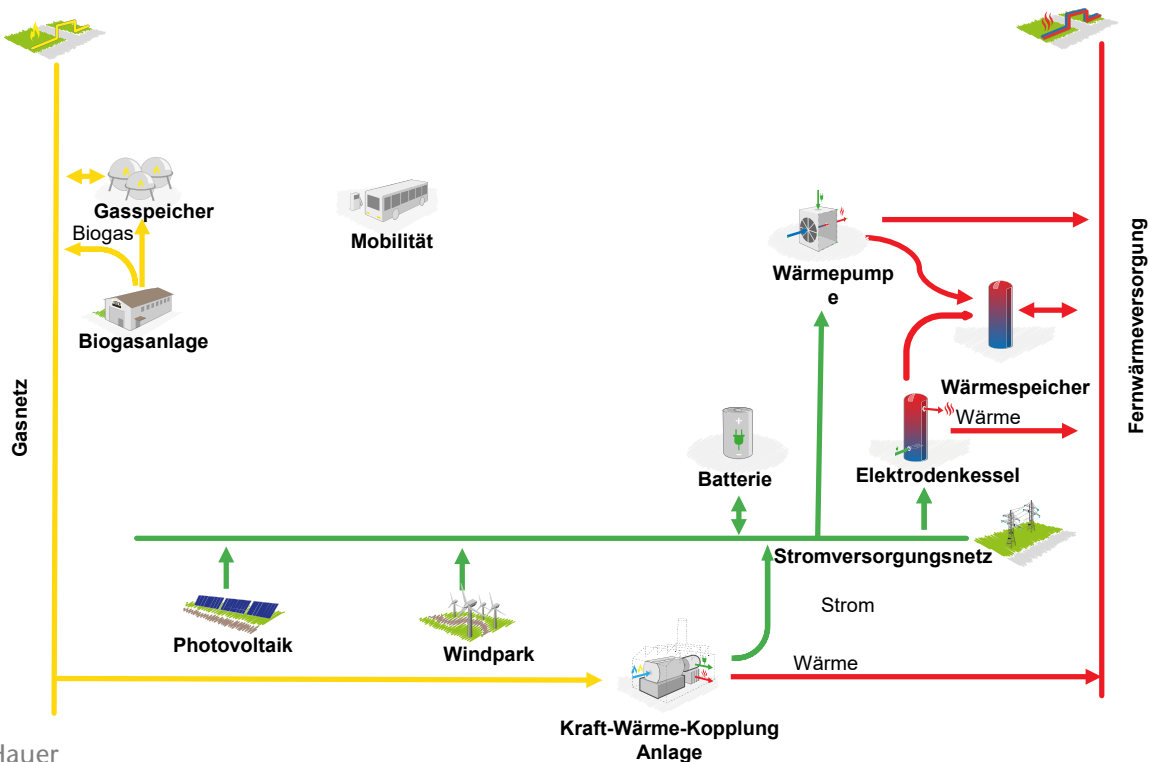 Gasspeicher
Biogas
Biogasanlage
Gasnetz
Mobilität
Wärmepump
e
Wärmespeicher
Wärme
Elektrodenkessel
Fernwärmeversorgung
Batterie
Stromversorgungsnetz
Photovoltaik
Windpark
Strom
Wärme
Kraft-Wärme-Kopplung
Anlage